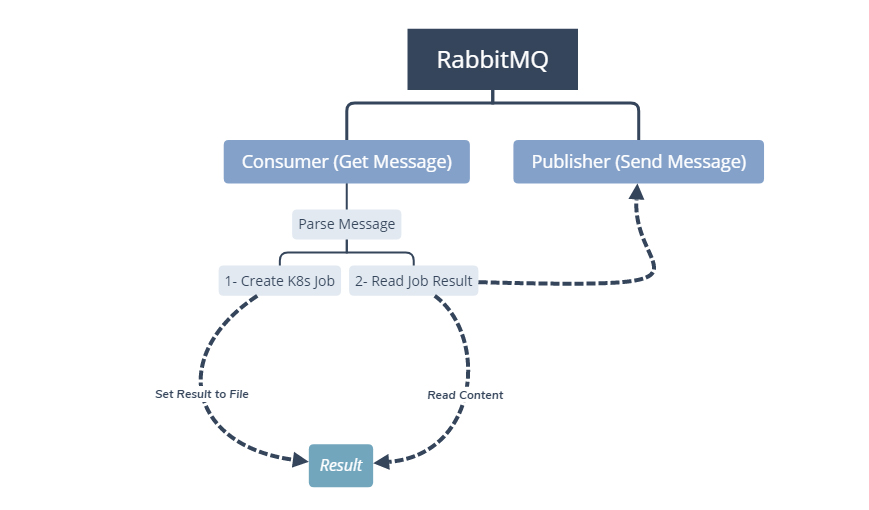 RabbitMQ
Consumer (Get Message)
Publisher (Send Message)
Parse Message
1- Create K8s Job
2- Read Job Result
Set Result to File
Read Content
Result